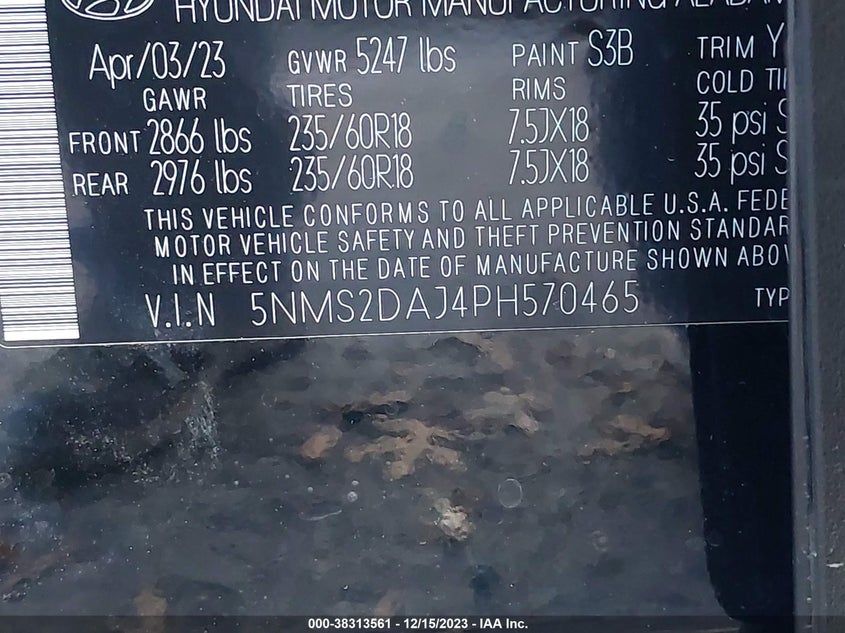 HYUNDAI MOTOR MANUFACTURING ALABAM
Apr/03/23 GVWR 5247 lbs PAINT S3B TRIM Y
GAWR TIRES RIMS COLD TI
FRONT 2866 lbs 235/60R18 7.5JX18 35 psi S
REAR 2976 lbs 235/60R18 7.5JX18 35 psi S
THIS VEHICLE CONFORMS TO ALL APPLICABLE U.S.A. FEDE
MOTOR VEHICLE SAFETY AND THEFT PREVENTION STANDAR
IN EFFECT ON THE DATE OF MANUFACTURE SHOWN ABOV
V.I.N 5NMS2DAJ4PH570465 TYP
000-38313561 - 12/15/2023 - IAA Inc.